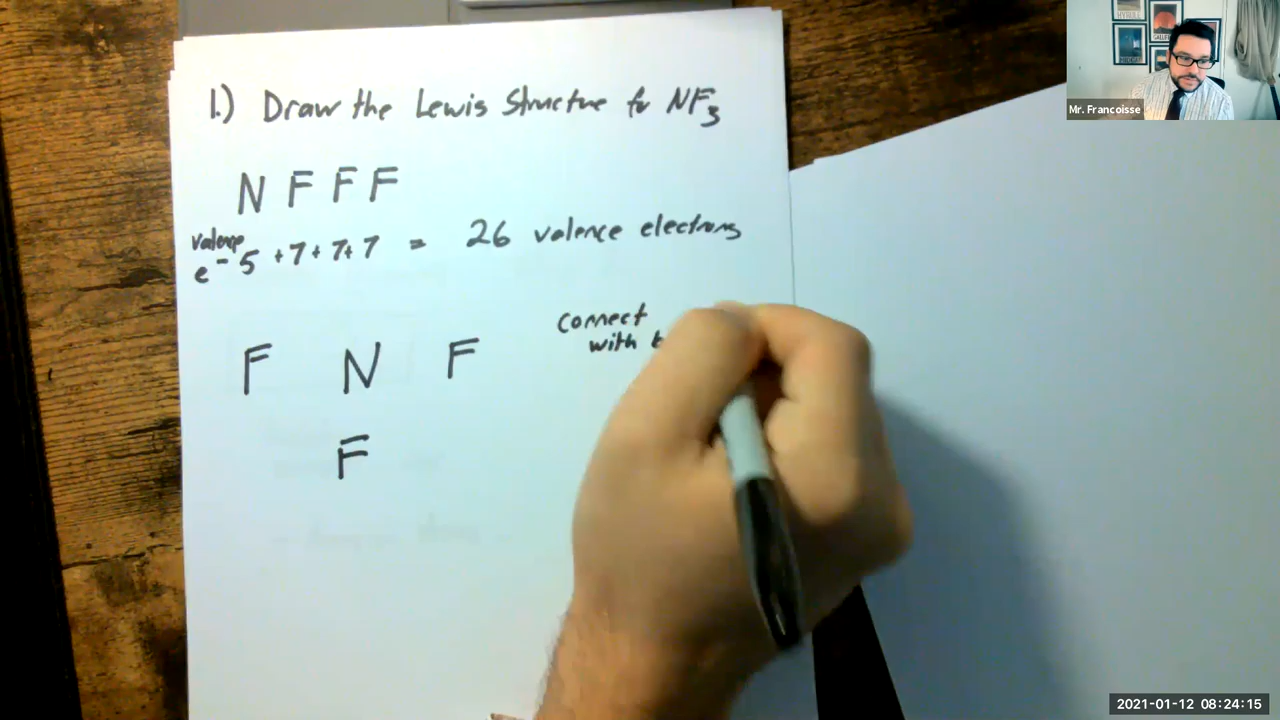 1.) Draw the Lewis Structure for NF3
N F F F
valence
e- 5 + 7 + 7 + 7 = 26 valence electrons
F N F
F
Connect
with
Mr. Francoisse
2021-01-12 08:24:15